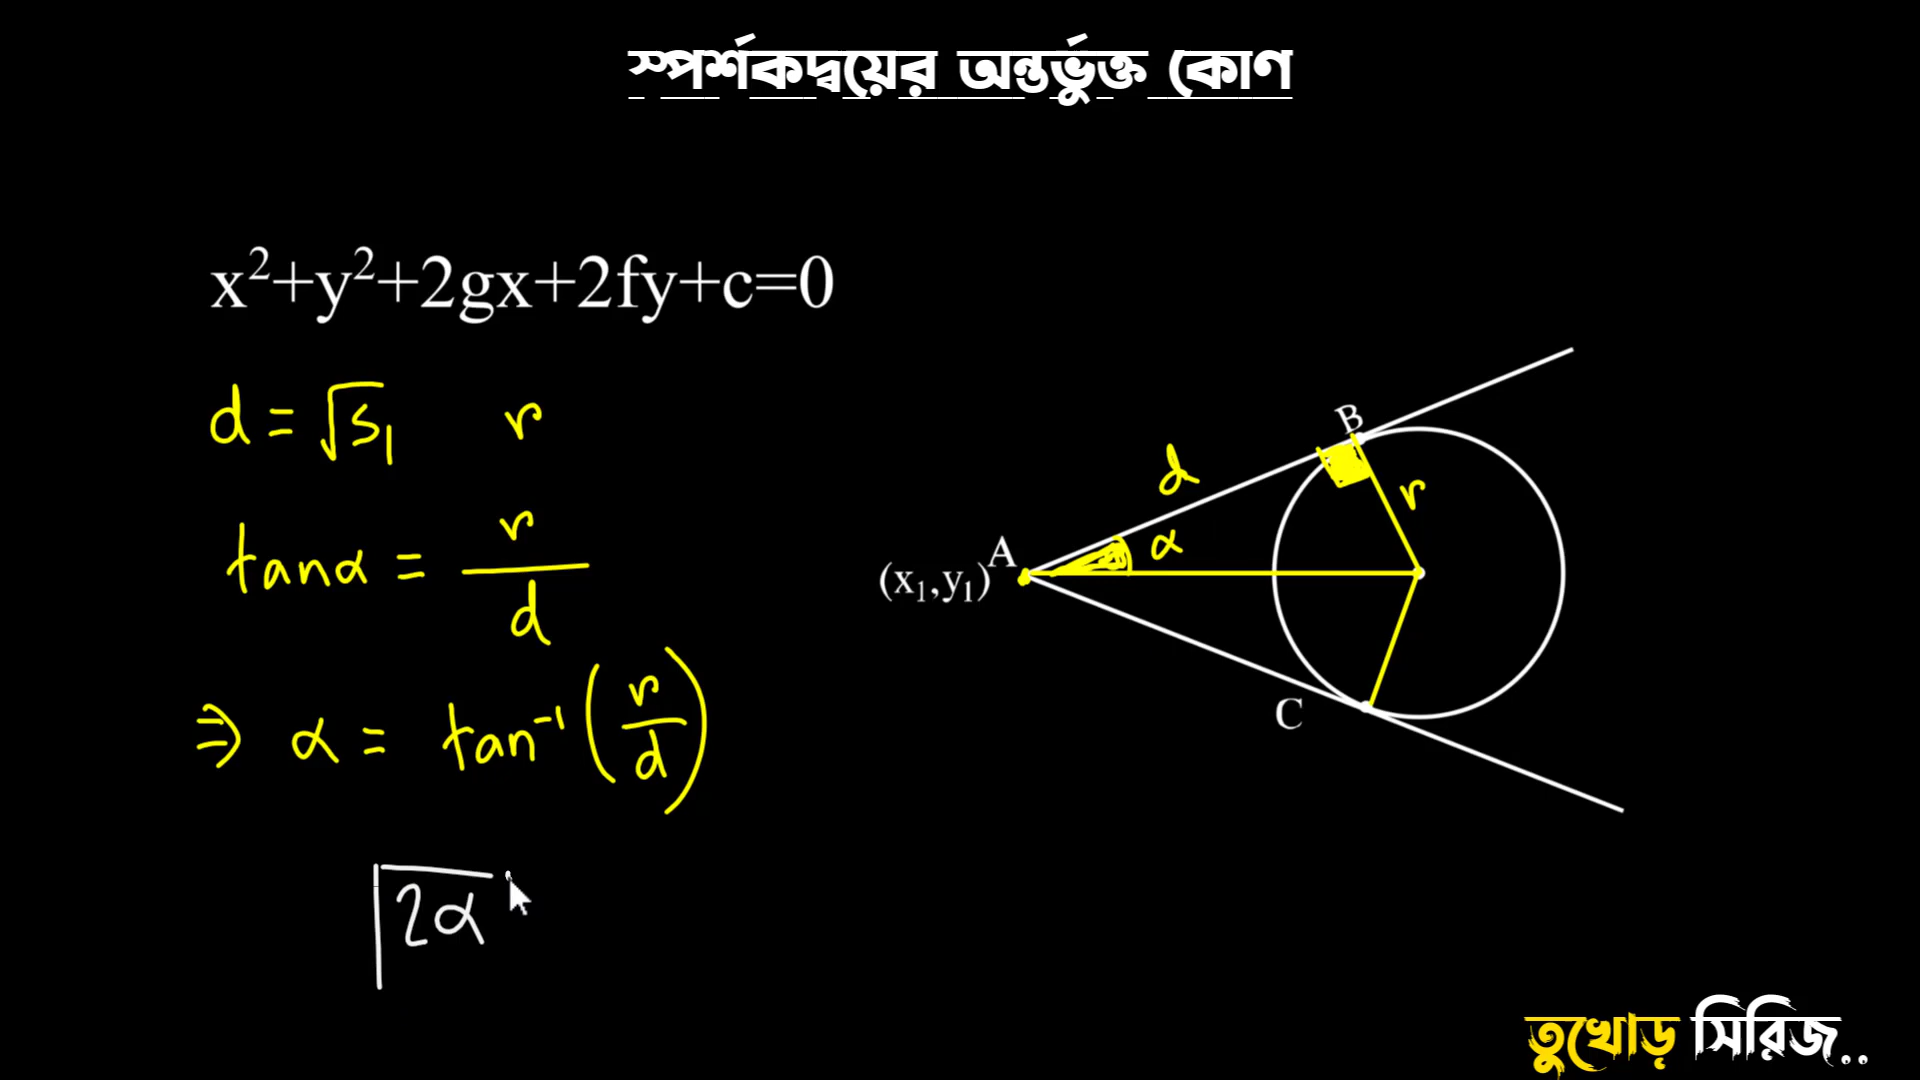 স্পর্শকদ্বয়ের অন্তর্ভুক্ত কোণ
x²+y²+2gx+2fy+c=0
d = √s₁ r
tanα = r/d
⇒ α = tan⁻¹(r/d)
2α
B
d
r
α
A
(x₁,y₁)
C
তুখোড় সিরিজ..